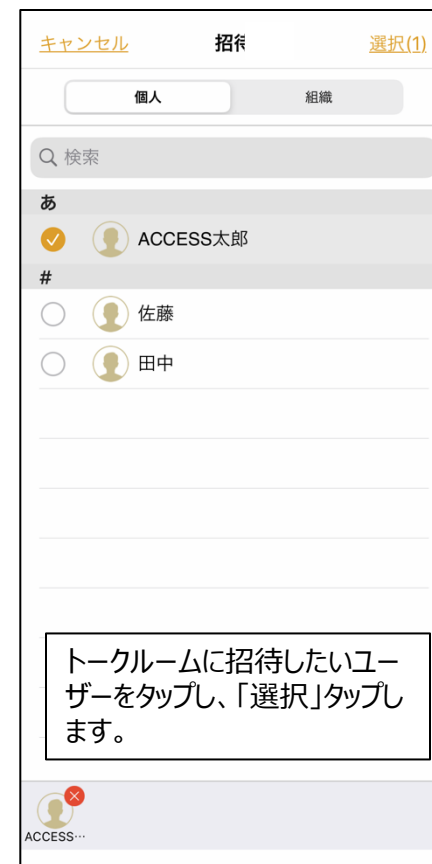 キャンセル 招待 選択(1)
個人 組織
検索
あ
ACCESS太郎
#
佐藤
田中
トークルームに招待したいユー
ザーをタップし、「選択」タップし
ます。
ACCESS…